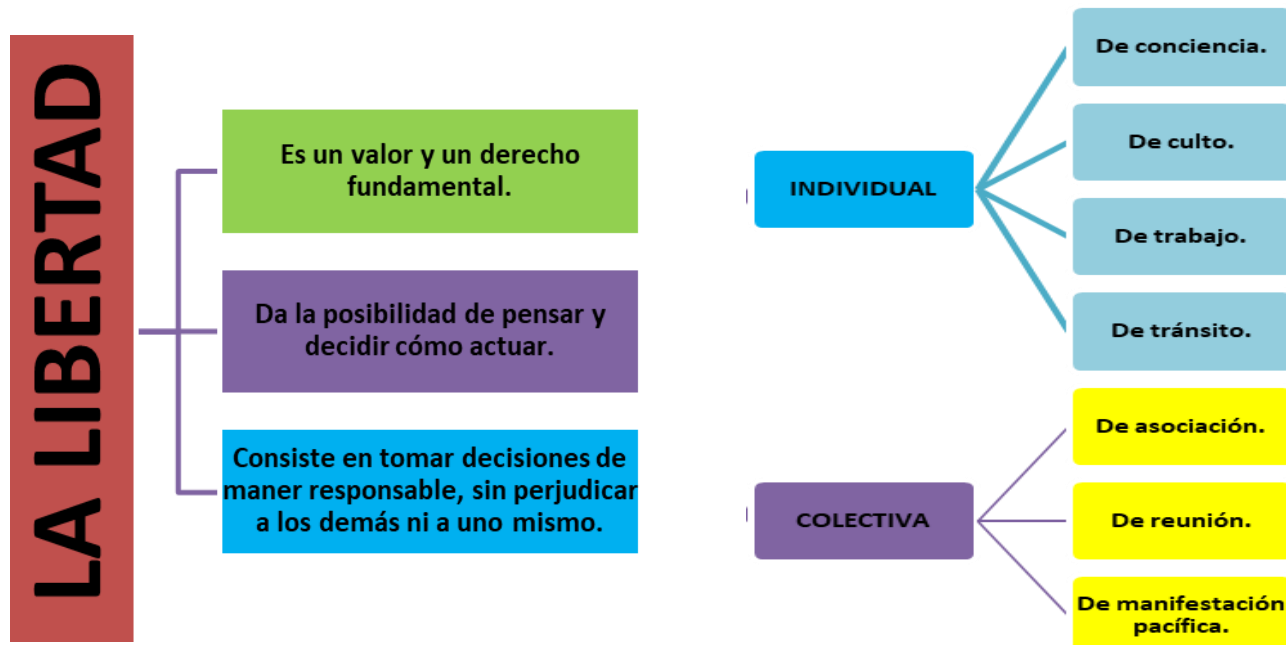 LA LIBERTAD
Es un valor y un derecho
fundamental.
Da la posibilidad de pensar y
decidir cómo actuar.
Consiste en tomar decisiones de
maner responsable, sin perjudicar
a los demás ni a uno mismo.
INDIVIDUAL
De conciencia.
De culto.
De trabajo.
De tránsito.
COLECTIVA
De asociación.
De reunión.
De manifestación
pacífica.